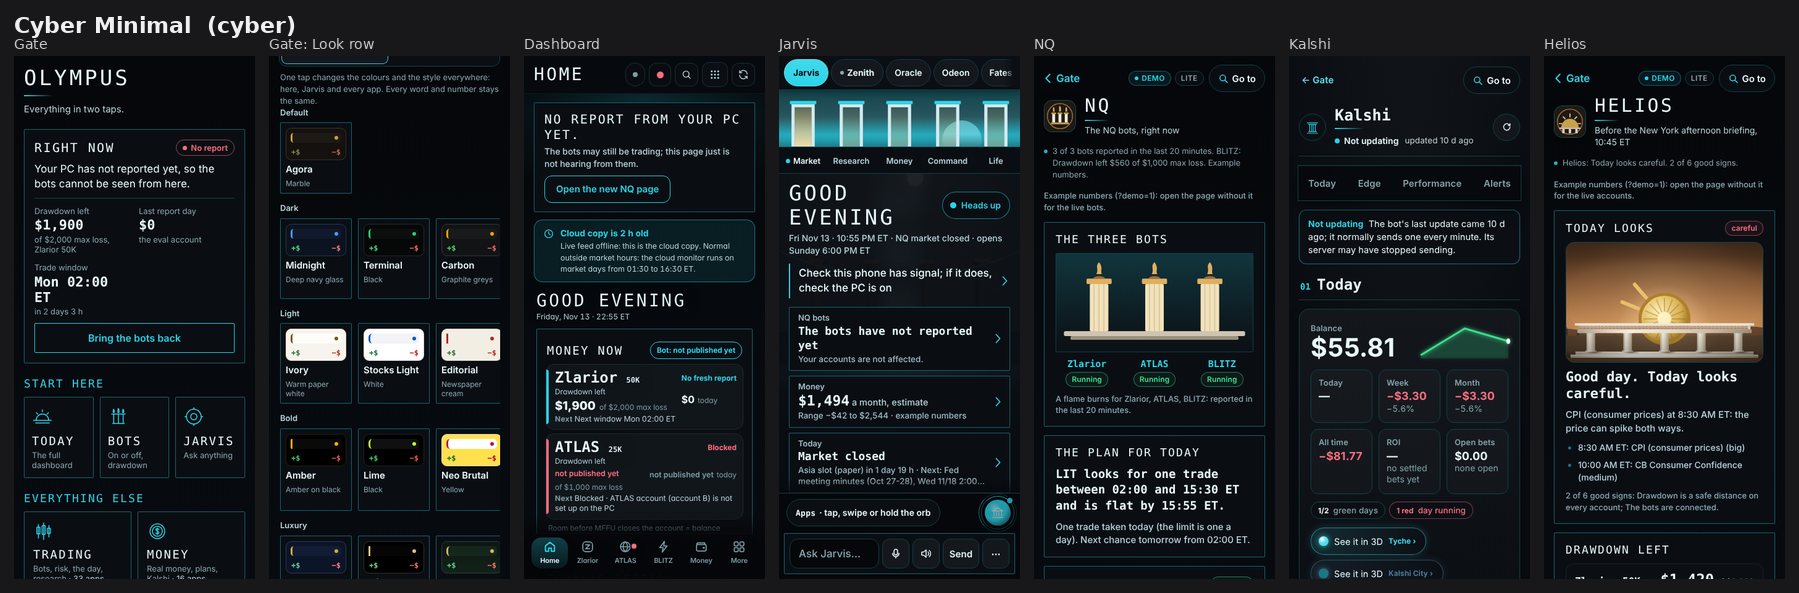 Cyber Minimal (cyber)
Gate
OLYMPUS
Everything in two taps.
RIGHT NOW
No report
Your PC has not reported yet, so the
bots cannot be seen from here.
Drawdown left
$1,900
of $2,000 max loss,
Zlarior 50K
Last report day
$0
the eval account
Trade window
Mon 02:00
ET
in 2 days 3 h
Bring the bots back
START HERE
TODAY
The full
dashboard
BOTS
On or off,
drawdown
JARVIS
Ask anything
EVERYTHING ELSE
TRADING
Bots, risk, the day,
research · 33 apps
MONEY
Real money, plans,
Kalshi · 16 apps
Gate: Look row
One tap changes the colours and the style everywhere:
here, Jarvis and every app. Every word and number stays
the same.
Default
+$ −$
Agora
Marble
Dark
+$ −$
Midnight
Deep navy glass
+$ −$
Terminal
Black
+$ −$
Carbon
Graphite greys
Light
+$ −$
Ivory
Warm paper
white
+$ −$
Stocks Light
White
+$ −$
Editorial
Newspaper
cream
Bold
+$ −$
Amber
Amber on black
+$ −$
Lime
Black
+$ −$
Neo Brutal
Yellow
Luxury
+$ −$
+$ −$
+$ −$
Dashboard
HOME
NO REPORT FROM YOUR PC
YET.
The bots may still be trading; this page just is
not hearing from them.
Open the new NQ page
Cloud copy is 2 h old
Live feed offline: this is the cloud copy. Normal
outside market hours: the cloud monitor runs on
market days from 01:30 to 16:30 ET.
GOOD EVENING
Friday, Nov 13 · 22:55 ET
MONEY NOW
Bot: not published yet
Zlarior 50K
No fresh report
Drawdown left
$1,900 of $2,000 max loss
$0 today
Next Next window Mon 02:00 ET
ATLAS 25K
Blocked
Drawdown left
not published yet
not published yet today
of $1,000 max loss
Next Blocked · ATLAS account (account B) is not
set up on the PC
Room before MFFU closes the account = balance
Home
Zlarior
ATLAS
BLITZ
Money
More
Jarvis
Jarvis
Zenith
Oracle
Odeon
Fates
Market
Research
Money
Command
Life
GOOD
EVENING
Heads up
Fri Nov 13 · 10:55 PM ET · NQ market closed · opens
Sunday 6:00 PM ET
Check this phone has signal; if it does,
check the PC is on
NQ bots
The bots have not reported
yet
Your accounts are not affected.
Money
$1,494 a month, estimate
Range −$42 to $2,544 · example numbers
Today
Market closed
Asia slot (paper) in 1 day 19 h · Next: Fed
meeting minutes (Oct 27-28), Wed 11/18 2:00...
Apps · tap, swipe or hold the orb
Ask Jarvis...
Send
NQ
Gate
DEMO
LITE
Go to
NQ
The NQ bots, right now
3 of 3 bots reported in the last 20 minutes. BLITZ:
Drawdown left $560 of $1,000 max loss. Example
numbers.
Example numbers (?demo=1): open the page without it
for the live bots.
THE THREE BOTS
Zlarior
Running
ATLAS
Running
BLITZ
Running
A flame burns for Zlarior, ATLAS, BLITZ: reported in
the last 20 minutes.
THE PLAN FOR TODAY
LIT looks for one trade
between 02:00 and 15:30 ET
and is flat by 15:55 ET.
One trade taken today (the limit is one a
day). Next chance tomorrow from 02:00 ET.
Kalshi
Gate
Go to
Kalshi
Not updating updated 10 d ago
Today
Edge
Performance
Alerts
Not updating The bot's last update came 10 d
ago; it normally sends one every minute. Its
server may have stopped sending.
01 Today
Balance
$55.81
Today
—
Week
−$3.30
−5.6%
Month
−$3.30
−5.6%
All time
−$81.77
ROI
—
no settled
bets yet
Open bets
$0.00
none open
1/2 green days
1 red day running
See it in 3D Tyche ›
See it in 3D Kalshi City ›
Helios
Gate
DEMO
LITE
Go to
HELIOS
Before the New York afternoon briefing,
10:45 ET
Helios: Today looks careful. 2 of 6 good signs.
Example numbers (?demo=1): open the page without it
for the live accounts.
TODAY LOOKS
careful
Good day. Today looks
careful.
CPI (consumer prices) at 8:30 AM ET: the
price can spike both ways.
8:30 AM ET: CPI (consumer prices) (big)
10:00 AM ET: CB Consumer Confidence
(medium)
2 of 6 good signs: Drawdown is a safe distance on
every account; The bots are connected.
DRAWDOWN LEFT